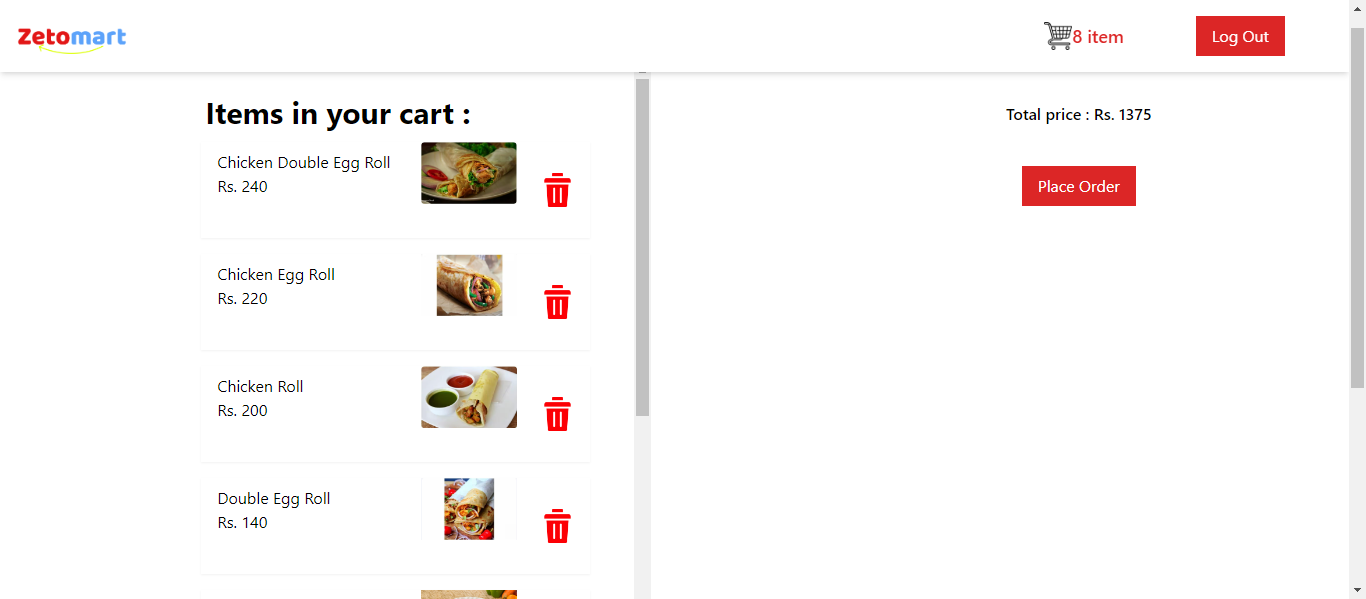 Zetomart
8 item
Log Out
Items in your cart :
Chicken Double Egg Roll
Rs. 240
Chicken Egg Roll
Rs. 220
Chicken Roll
Rs. 200
Double Egg Roll
Rs. 140
Total price : Rs. 1375
Place Order